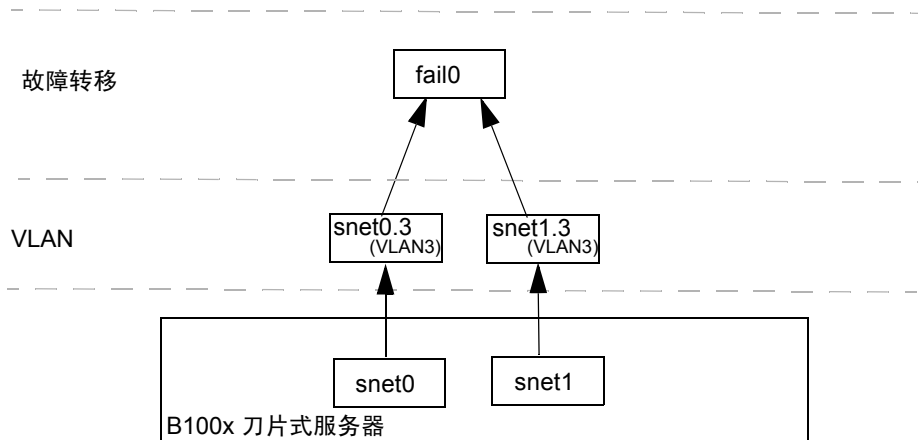 故障转移
fail0
VLAN
snet0.3
(VLAN3)
snet1.3
(VLAN3)
snet0
snet1
B100x 刀片式服务器